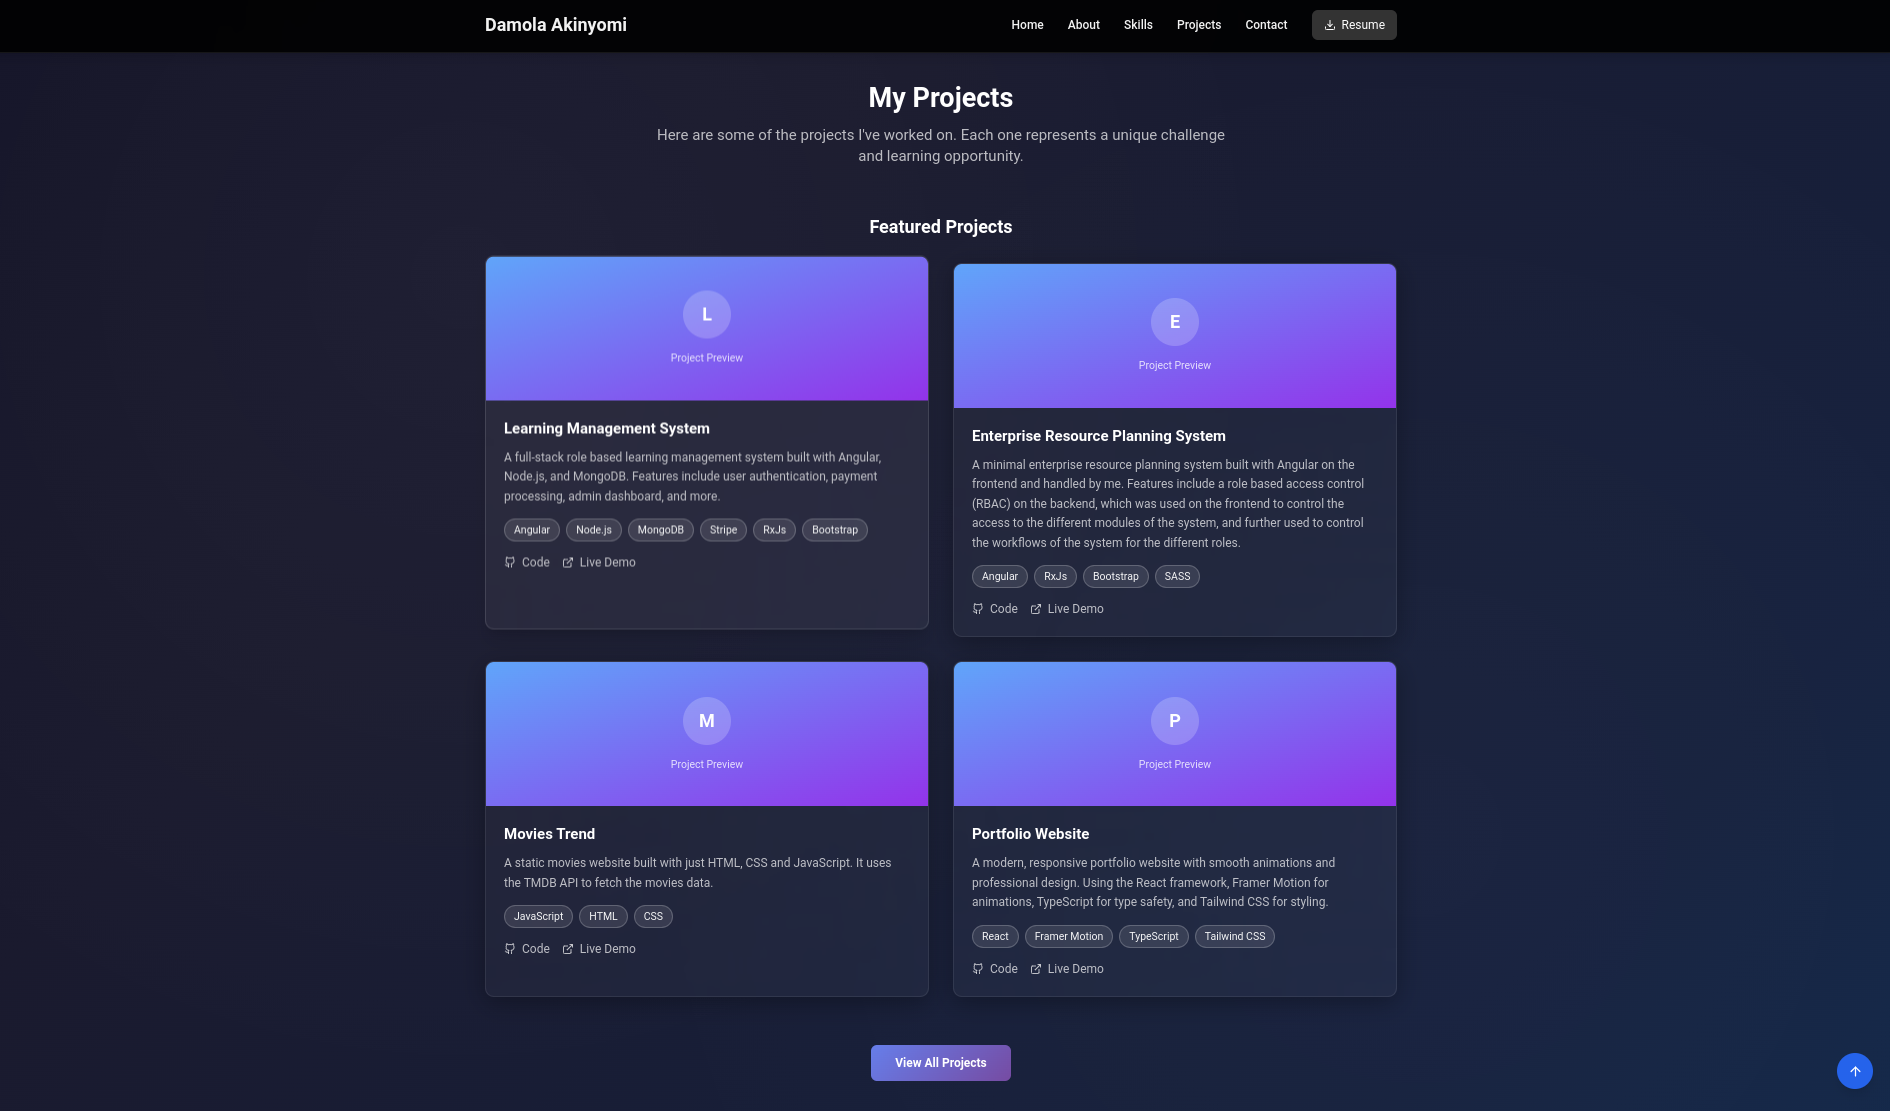 Damola Akinyomi
Home
About
Skills
Projects
Contact
Resume
My Projects
Here are some of the projects I've worked on. Each one represents a unique challenge
and learning opportunity.
Featured Projects
L
Project Preview
Learning Management System
A full-stack role based learning management system built with Angular,
Node.js, and MongoDB. Features include user authentication, payment
processing, admin dashboard, and more.
Angular
Node.js
MongoDB
Stripe
RxJs
Bootstrap
Code
Live Demo
E
Project Preview
Enterprise Resource Planning System
A minimal enterprise resource planning system built with Angular on the
frontend and handled by me. Features include a role based access control
(RBAC) on the backend, which was used on the frontend to control the
access to the different modules of the system, and further used to control
the workflows of the system for the different roles.
Angular
RxJs
Bootstrap
SASS
Code
Live Demo
M
Project Preview
Movies Trend
A static movies website built with just HTML, CSS and JavaScript. It uses
the TMDB API to fetch the movies data.
JavaScript
HTML
CSS
Code
Live Demo
P
Project Preview
Portfolio Website
A modern, responsive portfolio website with smooth animations and
professional design. Using the React framework, Framer Motion for
animations, TypeScript for type safety, and Tailwind CSS for styling.
React
Framer Motion
TypeScript
Tailwind CSS
Code
Live Demo
View All Projects